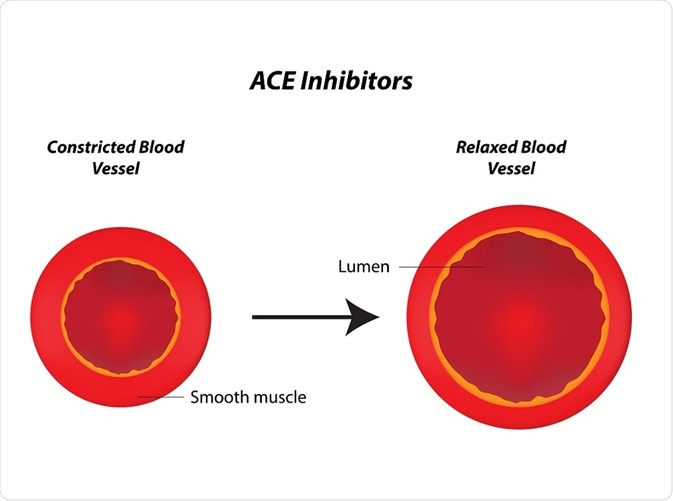 ACE Inhibitors
Constricted Blood
Vessel
Relaxed Blood
Vessel
Lumen
Smooth muscle